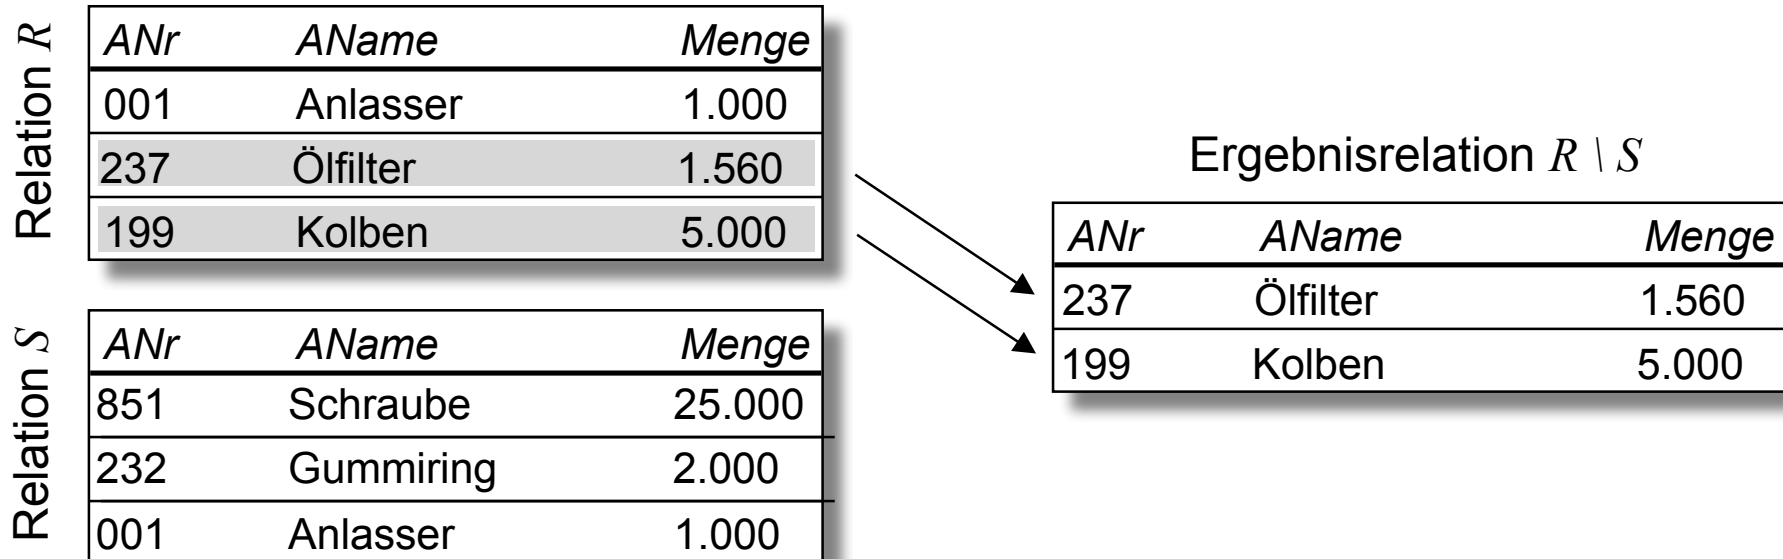 Relation R
ANr AName Menge
001 Anlasser 1.000
237 Ölfilter 1.560
199 Kolben 5.000
Relation S
ANr AName Menge
851 Schraube 25.000
232 Gummiring 2.000
001 Anlasser 1.000
Ergebnisrelation R \ S
ANr AName Menge
237 Ölfilter 1.560
199 Kolben 5.000